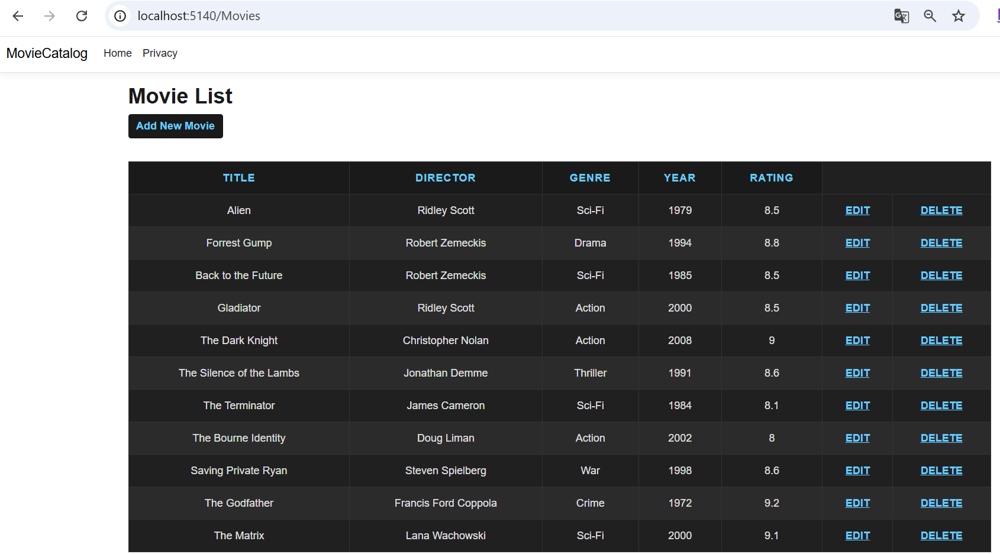 localhost:5140/Movies
MovieCatalog Home Privacy
Movie List
Add New Movie
TITLE DIRECTOR GENRE YEAR RATING
Alien Ridley Scott Sci-Fi 1979 8.5 EDIT DELETE
Forrest Gump Robert Zemeckis Drama 1994 8.8 EDIT DELETE
Back to the Future Robert Zemeckis Sci-Fi 1985 8.5 EDIT DELETE
Gladiator Ridley Scott Action 2000 8.5 EDIT DELETE
The Dark Knight Christopher Nolan Action 2008 9 EDIT DELETE
The Silence of the Lambs Jonathan Demme Thriller 1991 8.6 EDIT DELETE
The Terminator James Cameron Sci-Fi 1984 8.1 EDIT DELETE
The Bourne Identity Doug Liman Action 2002 8 EDIT DELETE
Saving Private Ryan Steven Spielberg War 1998 8.6 EDIT DELETE
The Godfather Francis Ford Coppola Crime 1972 9.2 EDIT DELETE
The Matrix Lana Wachowski Sci-Fi 2000 9.1 EDIT DELETE